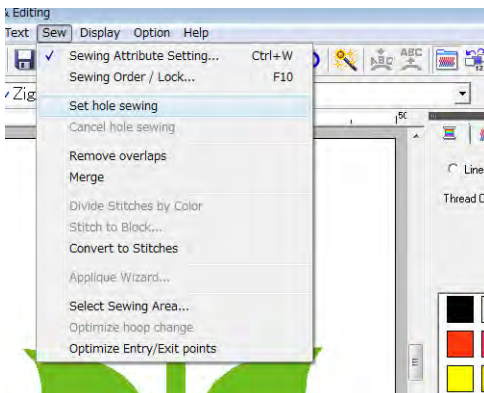 & Editing
Text Sew Display Option Help
✓ Sewing Attribute Setting... Ctrl+W
Sewing Order / Lock... F10
Zig
Set hole sewing
Cancel hole sewing
Remove overlaps
Merge
Line
Thread C
Divide Stitches by Color
Stitch to Block...
Convert to Stitches
Applique Wizard...
Select Sewing Area...
Optimize hoop change
Optimize Entry/Exit points